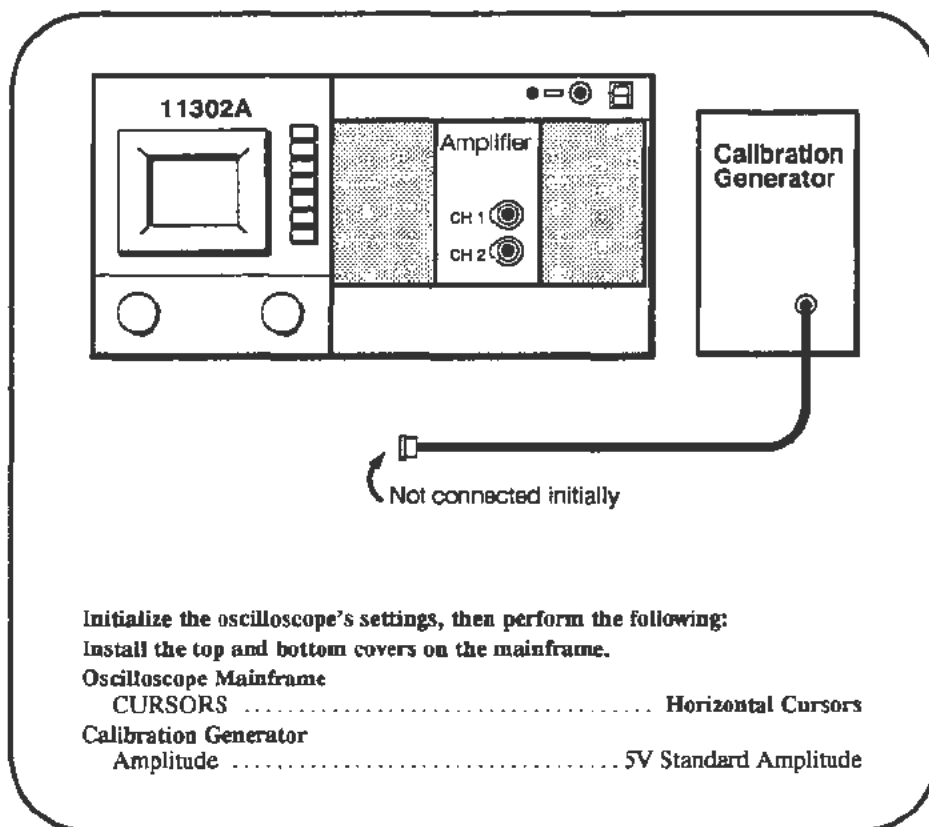 11302A
Amplifier
CH 1
CH 2
Calibration
Generator
Not connected initially
Initialize the oscilloscope's settings, then perform the following:
Install the top and bottom covers on the mainframe.
Oscilloscope Mainframe
CURSORS ........................................ Horizontal Cursors
Calibration Generator
Amplitude ..................................... 5V Standard Amplitude